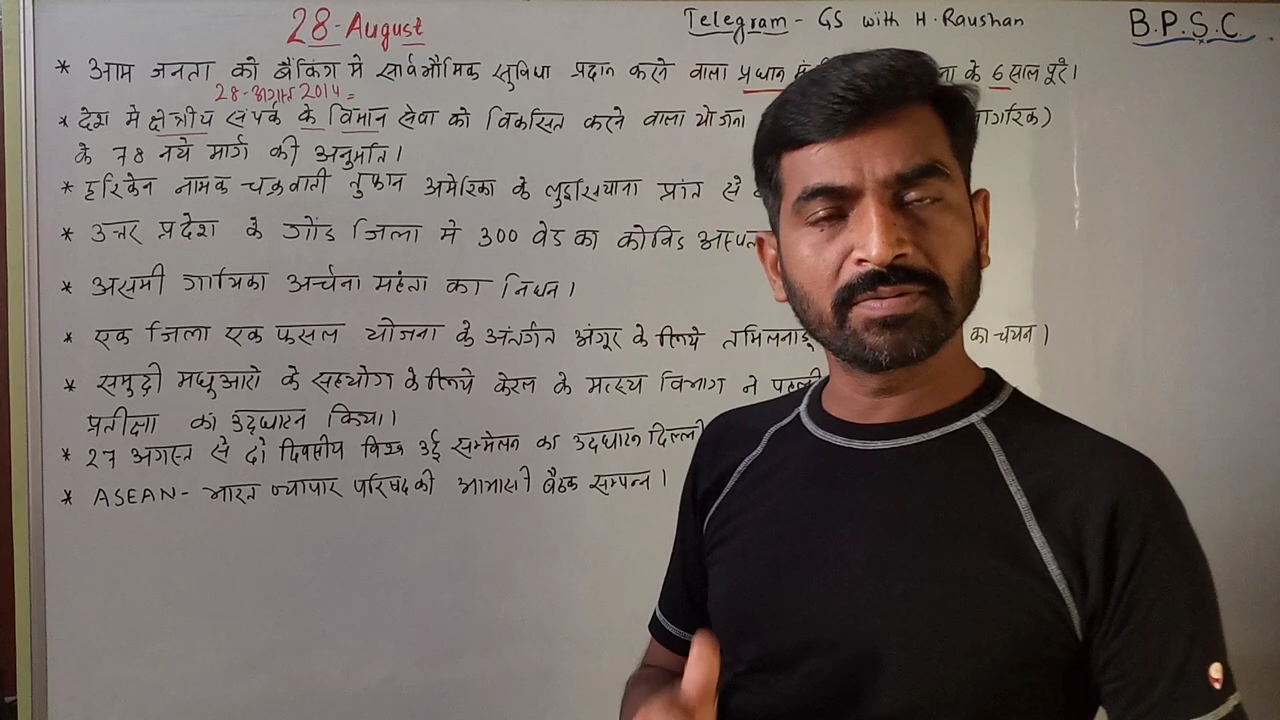 28-August
Telegram - GS with H. Raushan
B.P.S.C.
* आम जनता को बैंकिंग मे सार्वभौमिक सुविधा प्रदान करने वाला प्रधान के 6 साल पूरे।
28-अगस्त 2014 =
* देश मे क्षेत्रीय संपर्क के विमान सेवा को विकसित करने वाला योजना
के 78 नये मार्ग की अनुमति।
* हरिकेन नामक चक्रवाती तुफान अमेरिका के लुइसियाना प्रांत से
* उत्तर प्रदेश के गोंड जिला मे 300 वेड का कोविड
* असमी गायिका अर्चना महंता का निधन।
* एक जिला एक फसल योजना के अंतर्गत अंगूर के लिये तमिलनाडू का चयन।
* समुद्री मधुआरो के सहयोग के लिये केरल के मत्स्य विभाग ने पहली
प्रतीक्षा का उद्घाटन किया।
* 27 अगस्त से दो दिवसीय विश्व उर्दू सम्मेलन का उदघाटन दिल्ली
* ASEAN - भारत व्यापार परिषद की आभासी बैठक सम्पन्न।